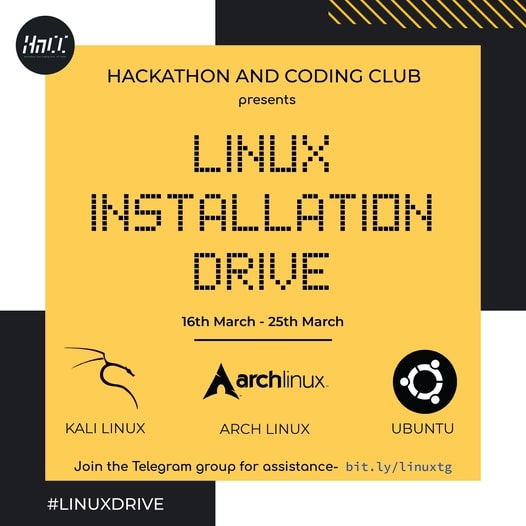 HnCC
HACKATHON AND CODING CLUB
presents
LINUX
INSTALLATION
DRIVE
16th March - 25th March
archlinux
KALI LINUX
ARCH LINUX
UBUNTU
Join the Telegram group for assistance- bit.ly/linuxtg
#LINUXDRIVE